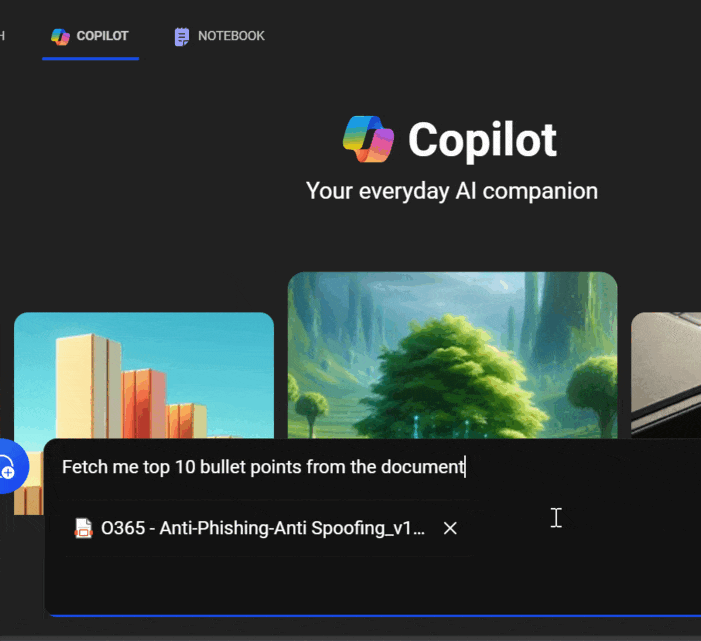 H
COPILOT
NOTEBOOK
Copilot
Your everyday AI companion
Fetch me top 10 bullet points from the document
O365 - Anti-Phishing-Anti Spoofing_v1...